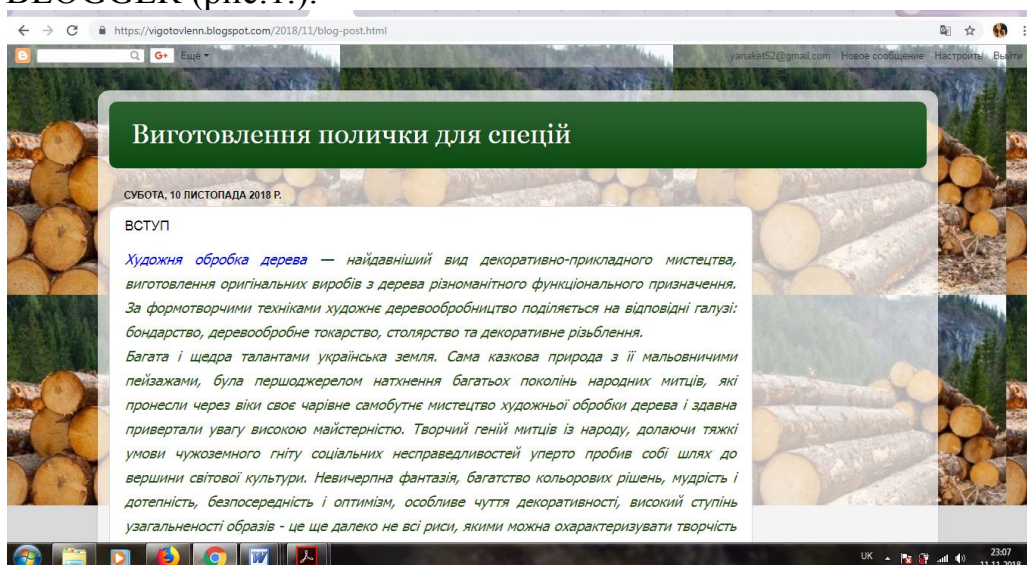 BLOGGER (рис.1.).
https://vigotovlenn.blogspot.com/2018/11/blog-post.html
G+ Ещё yanaket52@gmail.com Новое сообщение Настроить Выйти
Виготовлення полички для спецій
СУБОТА, 10 ЛИСТОПАДА 2018 Р.
ВСТУП
Художня обробка дерева — найдавніший вид декоративно-прикладного мистецтва,
виготовлення оригінальних виробів з дерева різноманітного функціонального призначення.
За формотворчими техніками художнє деревообробництво поділяється на відповідні галузі:
бондарство, деревообробне токарство, столярство та декоративне різьблення.
Багата і щедра талантами українська земля. Сама казкова природа з її мальовничими
пейзажами, була першоджерелом натхнення багатьох поколінь народних митців, які
пронесли через віки своє чарівне самобутнє мистецтво художньої обробки дерева і здавна
привертали увагу високою майстерністю. Творчий геній митців із народу, долаючи тяжкі
умови чужоземного гніту соціальних несправедливостей уперто пробив собі шлях до
вершини світової культури. Невичерпна фантазія, багатство кольорових рішень, мудрість і
дотепність, безпосередність і оптимізм, особливе чуття декоративності, високий ступінь
узагальненості образів - це ще далеко не всі риси, якими можна охарактеризувати творчість
UK 23:07
11.11.2018